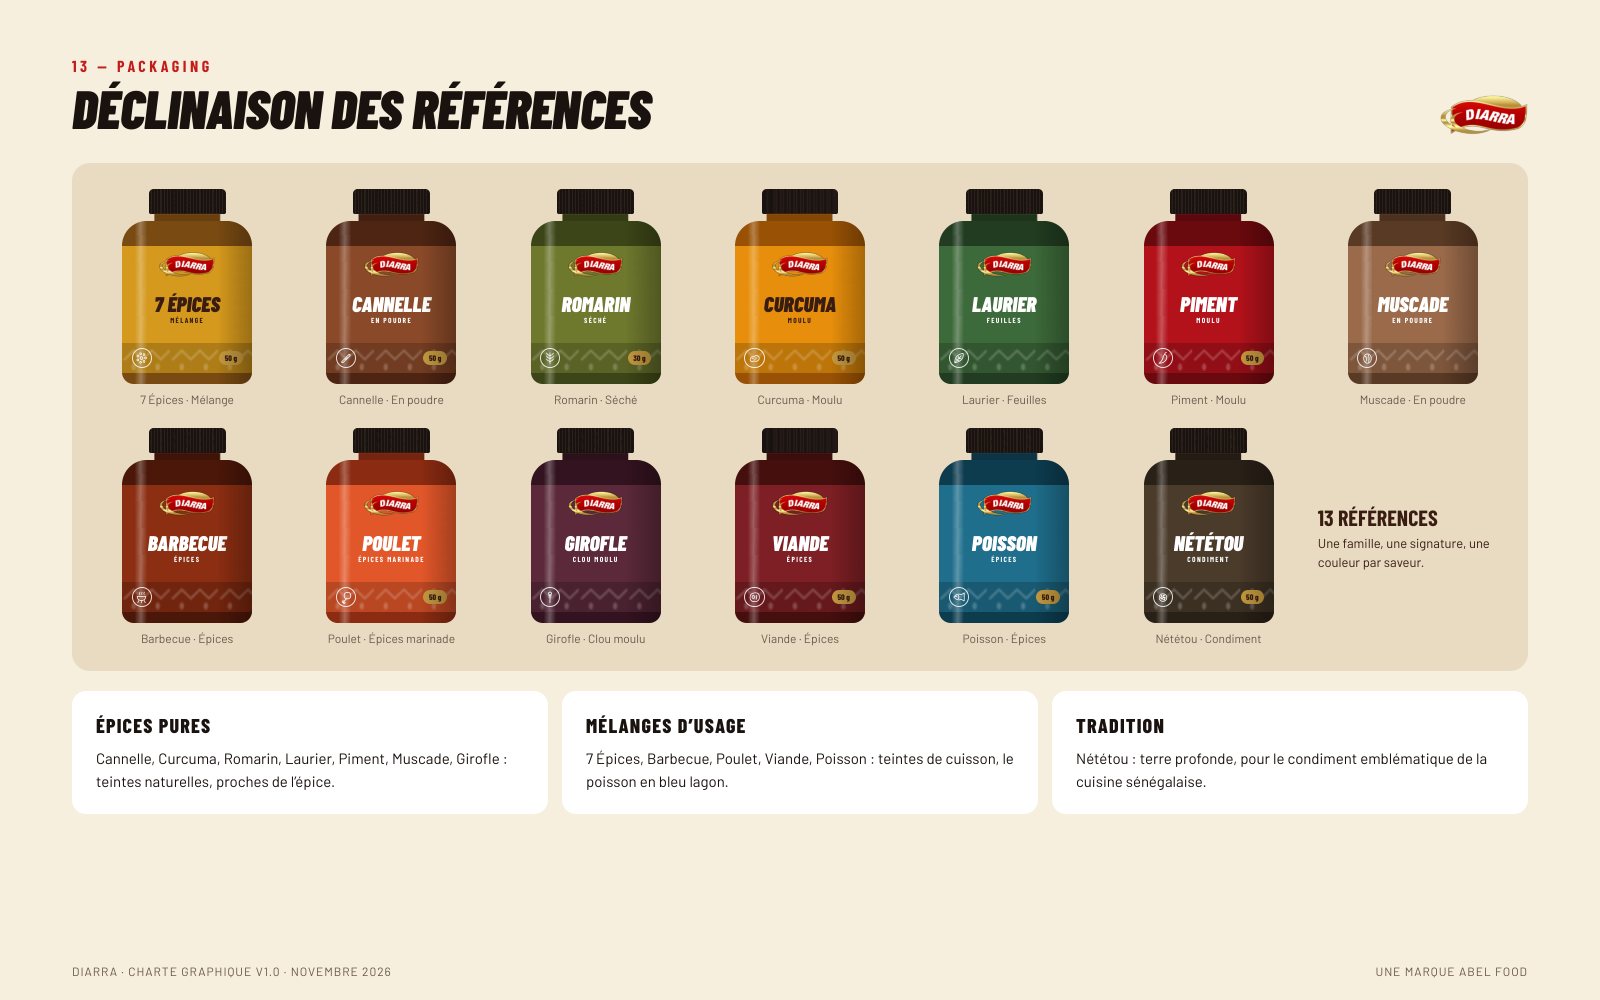 13 — PACKAGING
DÉCLINAISON DES RÉFÉRENCES
DIARRA
DIARRA
7 ÉPICES
MÉLANGE
50 g
7 Épices · Mélange
DIARRA
CANNELLE
EN POUDRE
50 g
Cannelle · En poudre
DIARRA
ROMARIN
SÉCHÉ
30 g
Romarin · Séché
DIARRA
CURCUMA
MOULU
50 g
Curcuma · Moulu
DIARRA
LAURIER
FEUILLES
Laurier · Feuilles
DIARRA
PIMENT
MOULU
50 g
Piment · Moulu
DIARRA
MUSCADE
EN POUDRE
Muscade · En poudre
DIARRA
BARBECUE
ÉPICES
Barbecue · Épices
DIARRA
POULET
ÉPICES MARINADE
50 g
Poulet · Épices marinade
DIARRA
GIROFLE
CLOU MOULU
Girofle · Clou moulu
DIARRA
VIANDE
ÉPICES
50 g
Viande · Épices
DIARRA
POISSON
ÉPICES
50 g
Poisson · Épices
DIARRA
NÉTÉTOU
CONDIMENT
50 g
Nététou · Condiment
13 RÉFÉRENCES
Une famille, une signature, une
couleur par saveur.
ÉPICES PURES
Cannelle, Curcuma, Romarin, Laurier, Piment, Muscade, Girofle :
teintes naturelles, proches de l’épice.
MÉLANGES D’USAGE
7 Épices, Barbecue, Poulet, Viande, Poisson : teintes de cuisson, le
poisson en bleu lagon.
TRADITION
Nététou : terre profonde, pour le condiment emblématique de la
cuisine sénégalaise.
DIARRA · CHARTE GRAPHIQUE V1.0 · NOVEMBRE 2026
UNE MARQUE ABEL FOOD